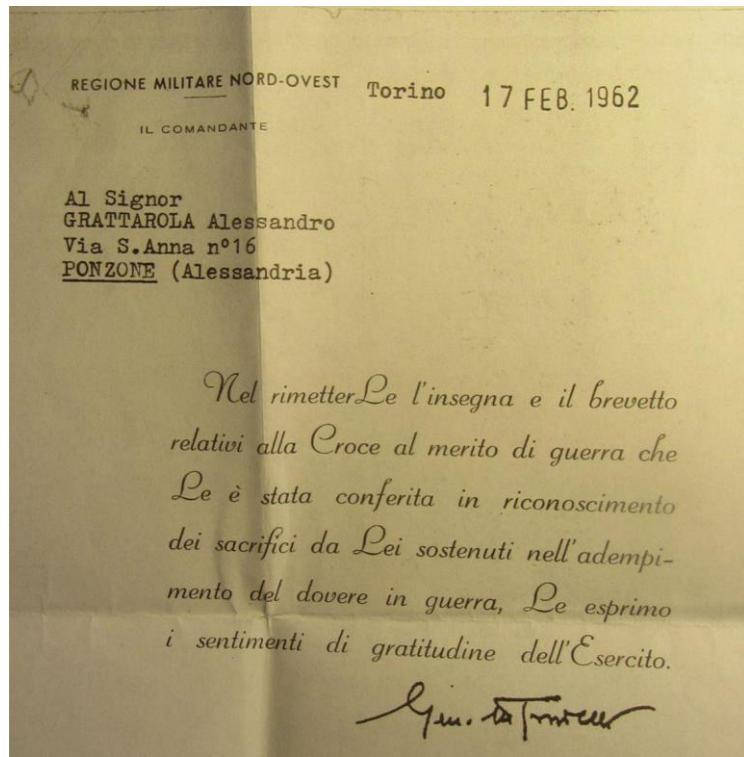 REGIONE MILITARE NORD-OVEST Torino 17 FEB. 1962
IL COMANDANTE
Al Signor
GRATTAROLA Alessandro
Via S.Anna nº16
PONZONE (Alessandria)
Nel rimetterLe l'insegna e il brevetto
relativi alla Croce al merito di guerra che
Le è stata conferita in riconoscimento
dei sacrifici da Lei sostenuti nell'adempi-
mento del dovere in guerra, Le esprimo
i sentimenti di gratitudine dell'Esercito.
Gen.